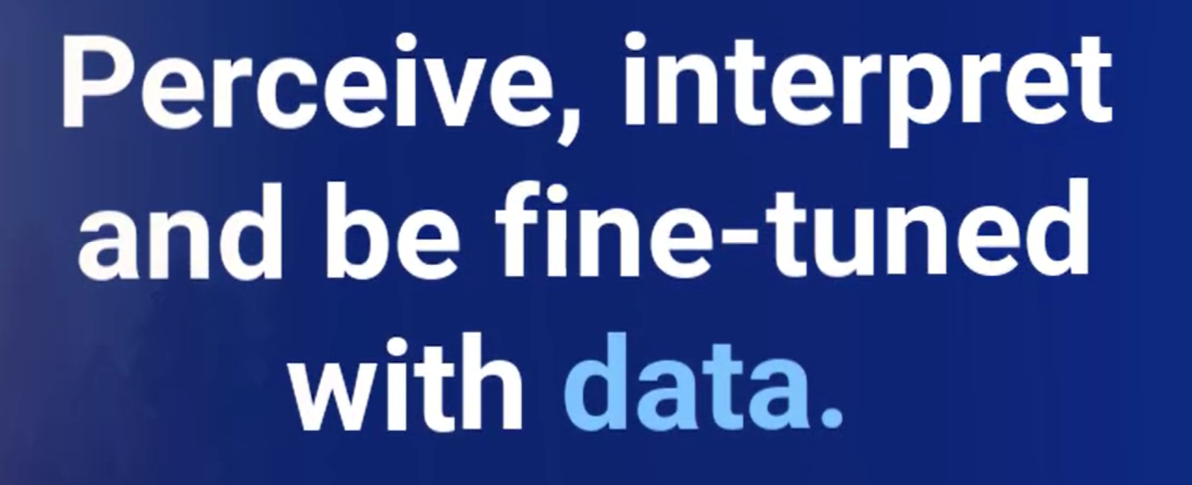 Perceive, interpret
and be fine-tuned
with data.